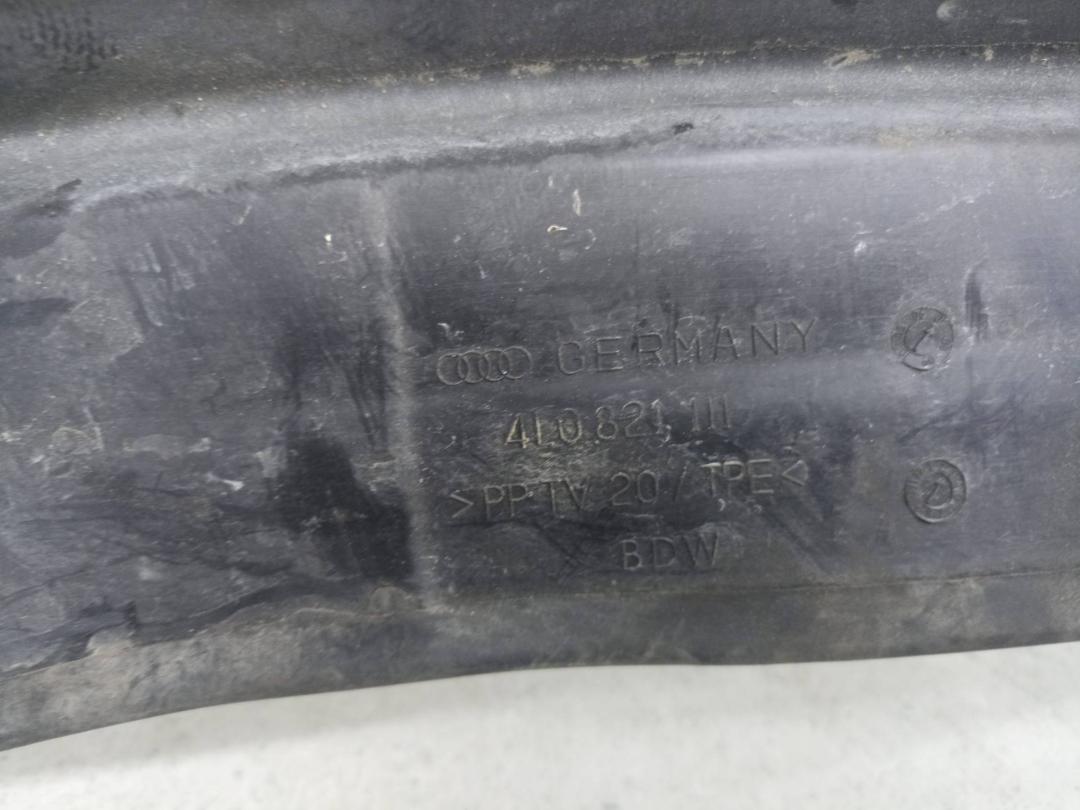 GERMANY
4L0 821 111
>PP TV 20 / TPE<
BDW